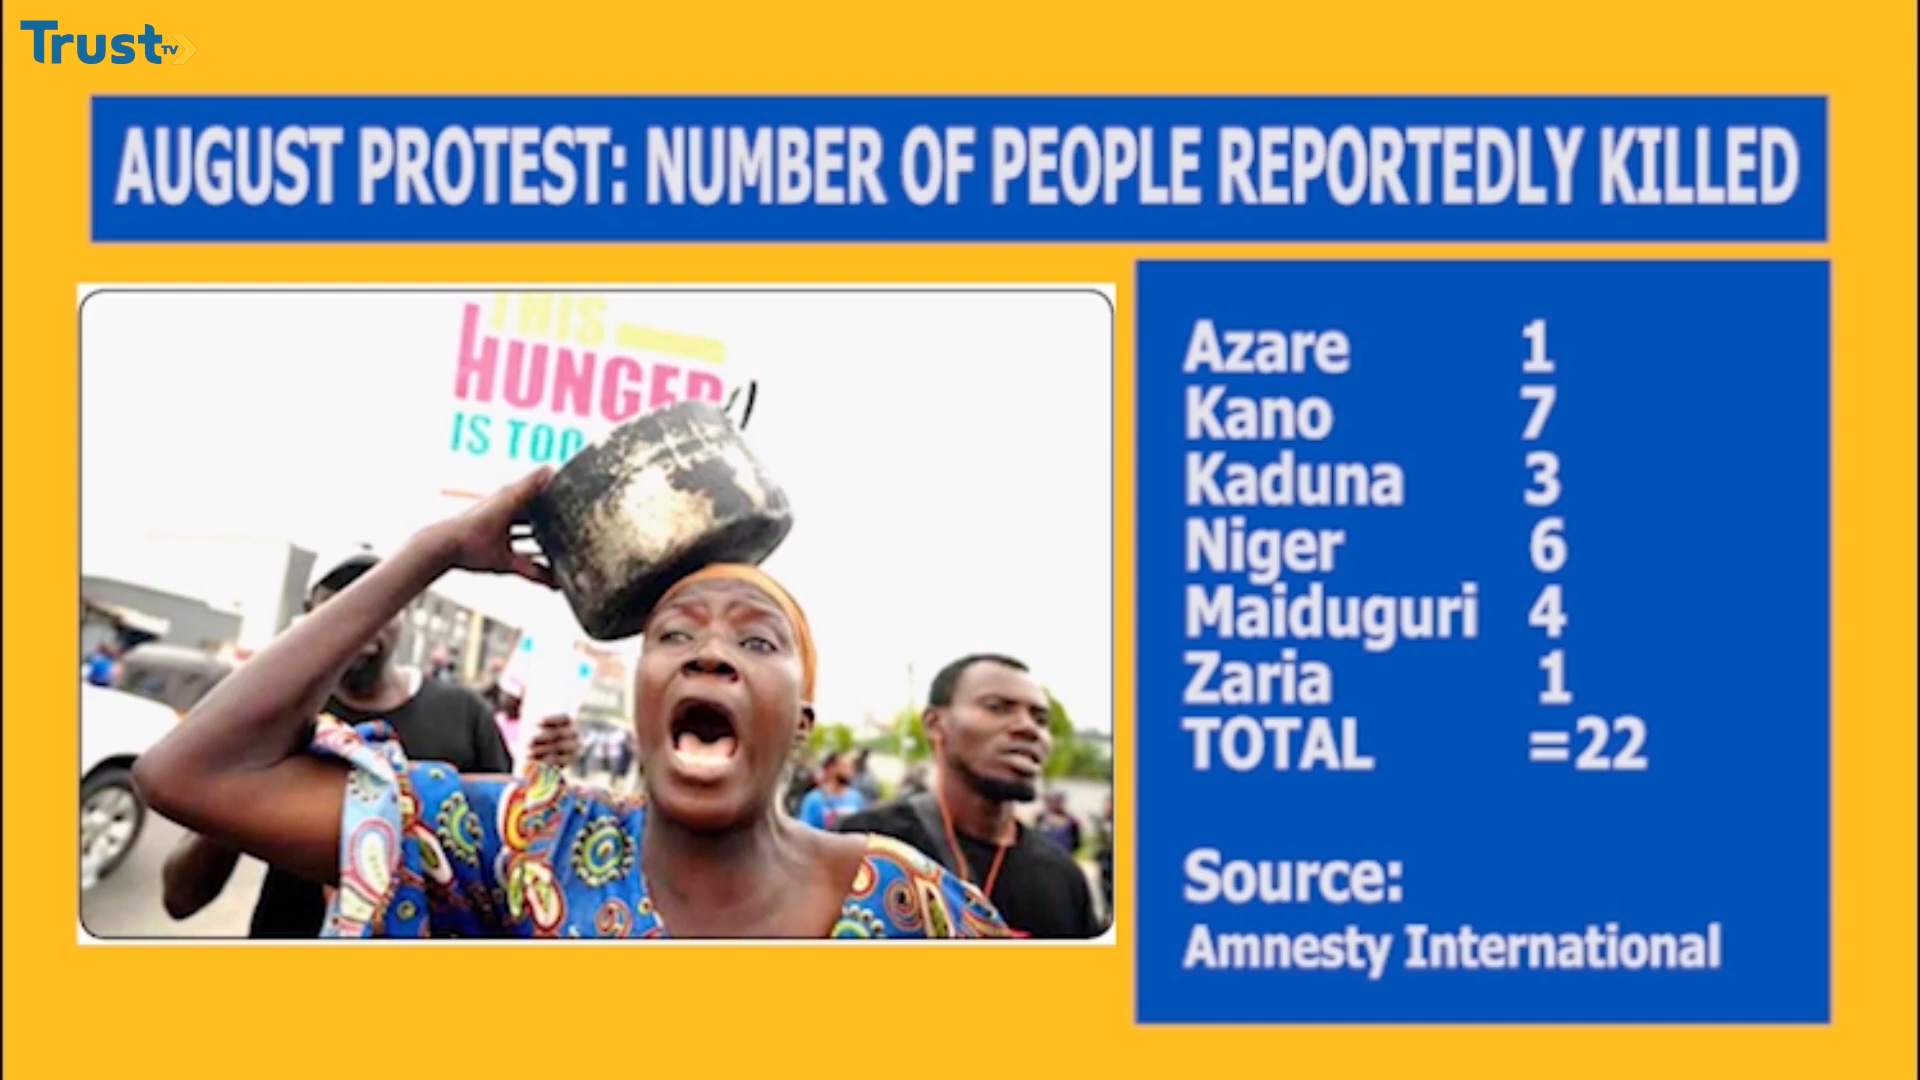 Trust TV
AUGUST PROTEST: NUMBER OF PEOPLE REPORTEDLY KILLED
THIS
HUNGER
IS TOO
Azare 1
Kano 7
Kaduna 3
Niger 6
Maiduguri 4
Zaria 1
TOTAL =22
Source:
Amnesty International